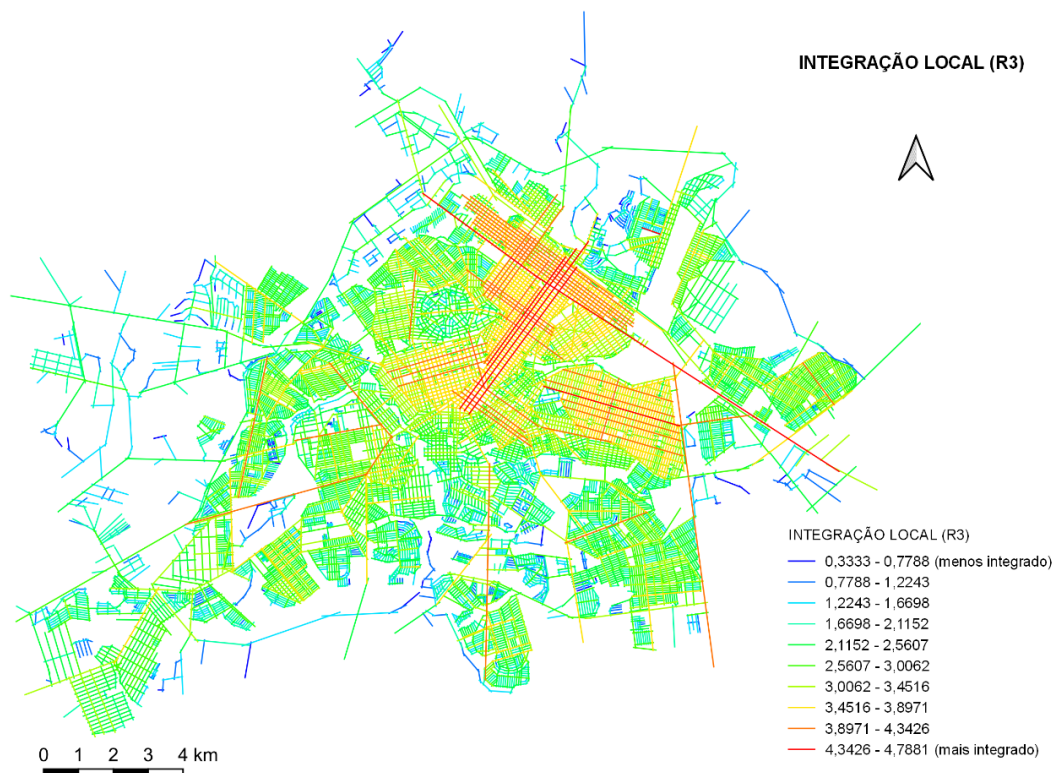 INTEGRAÇÃO LOCAL (R3)
INTEGRAÇÃO LOCAL (R3)
0,3333 - 0,7788 (menos integrado)
0,7788 - 1,2243
1,2243 - 1,6698
1,6698 - 2,1152
2,1152 - 2,5607
2,5607 - 3,0062
3,0062 - 3,4516
3,4516 - 3,8971
3,8971 - 4,3426
4,3426 - 4,7881 (mais integrado)
0 1 2 3 4 km